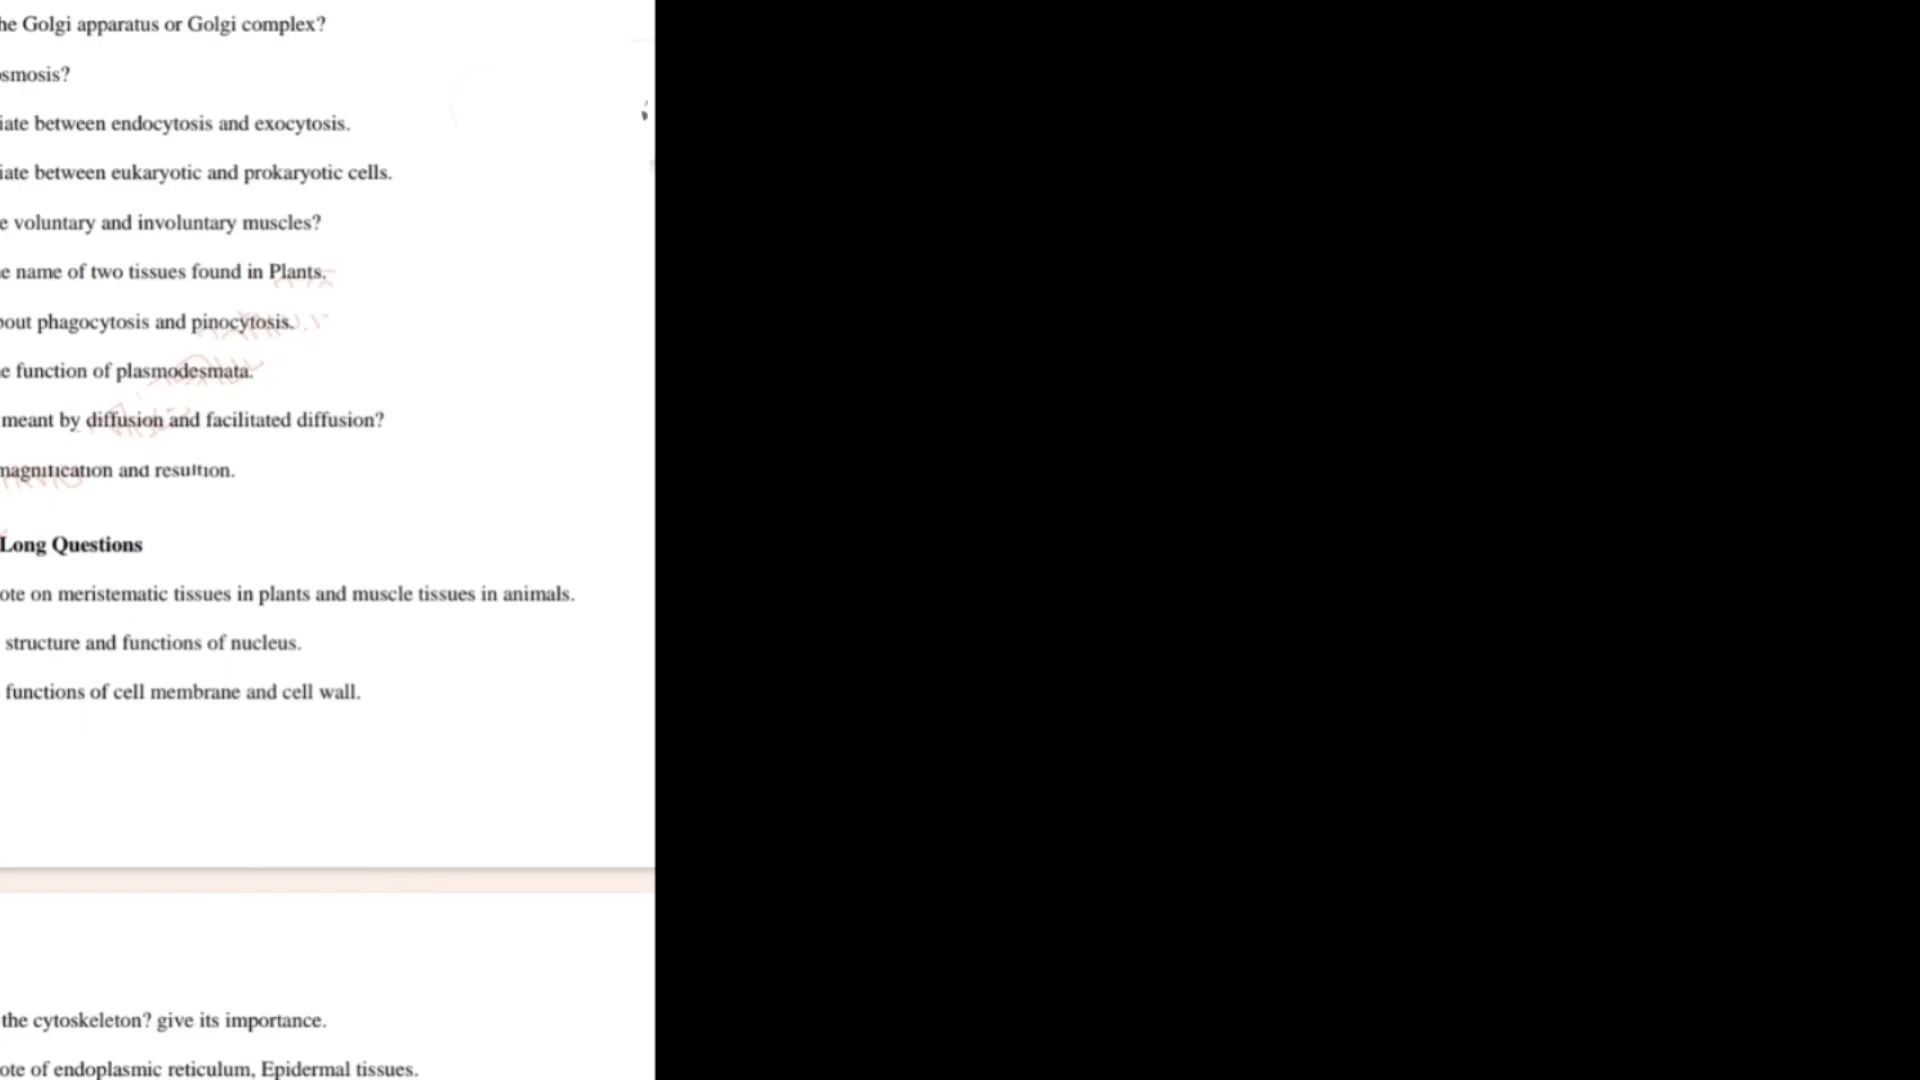 he Golgi apparatus or Golgi complex?
smosis?
iate between endocytosis and exocytosis.
iate between eukaryotic and prokaryotic cells.
e voluntary and involuntary muscles?
e name of two tissues found in Plants.
out phagocytosis and pinocytosis.
e function of plasmodesmata.
meant by diffusion and facilitated diffusion?
magnification and resultion.
Long Questions
ote on meristematic tissues in plants and muscle tissues in animals.
structure and functions of nucleus.
functions of cell membrane and cell wall.
the cytoskeleton? give its importance.
ote of endoplasmic reticulum, Epidermal tissues.